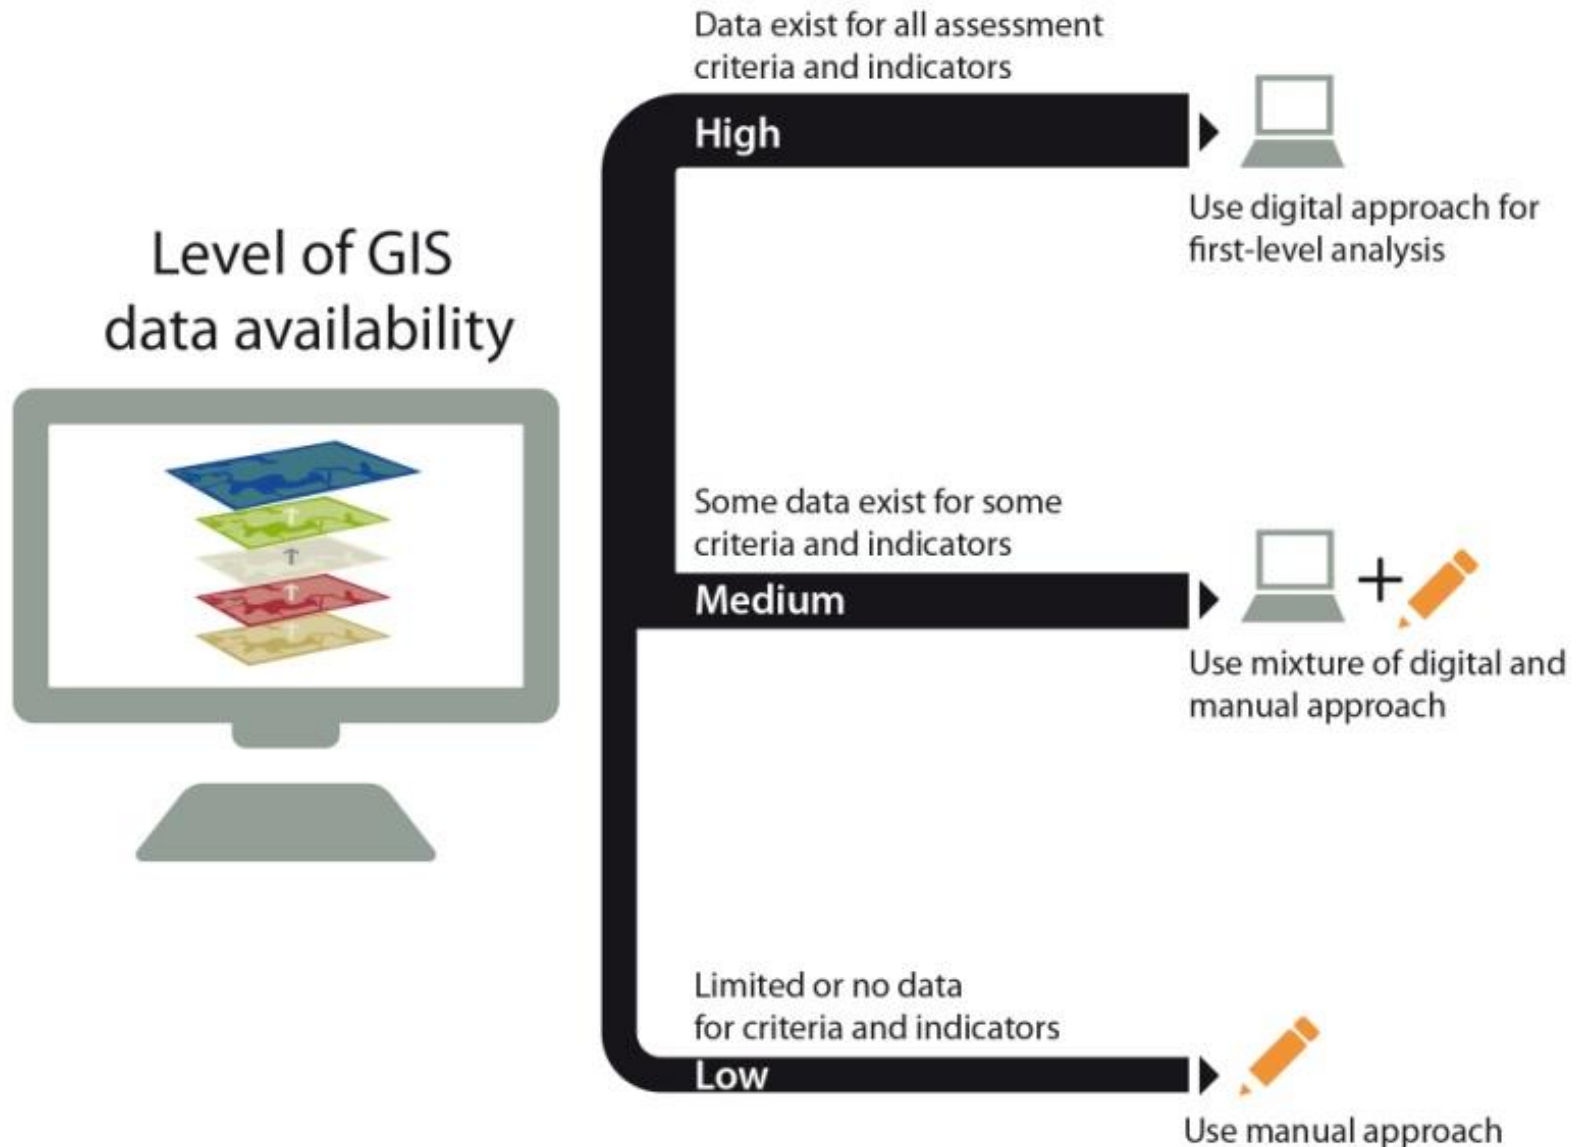 Level of GIS
data availability
Data exist for all assessment
criteria and indicators
High
Use digital approach for
first-level analysis
Some data exist for some
criteria and indicators
Medium
+
Use mixture of digital and
manual approach
Limited or no data
for criteria and indicators
Low
Use manual approach